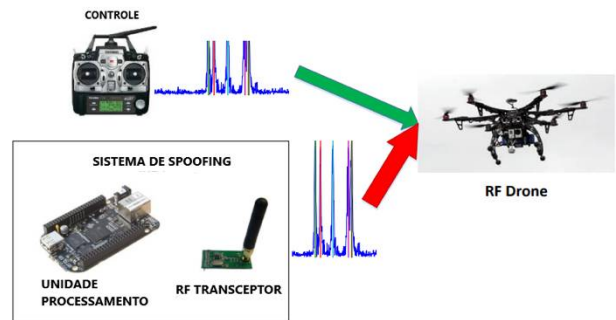 CONTROLE
SISTEMA DE SPOOFING
UNIDADE
PROCESSAMENTO
RF TRANSCEPTOR
RF Drone